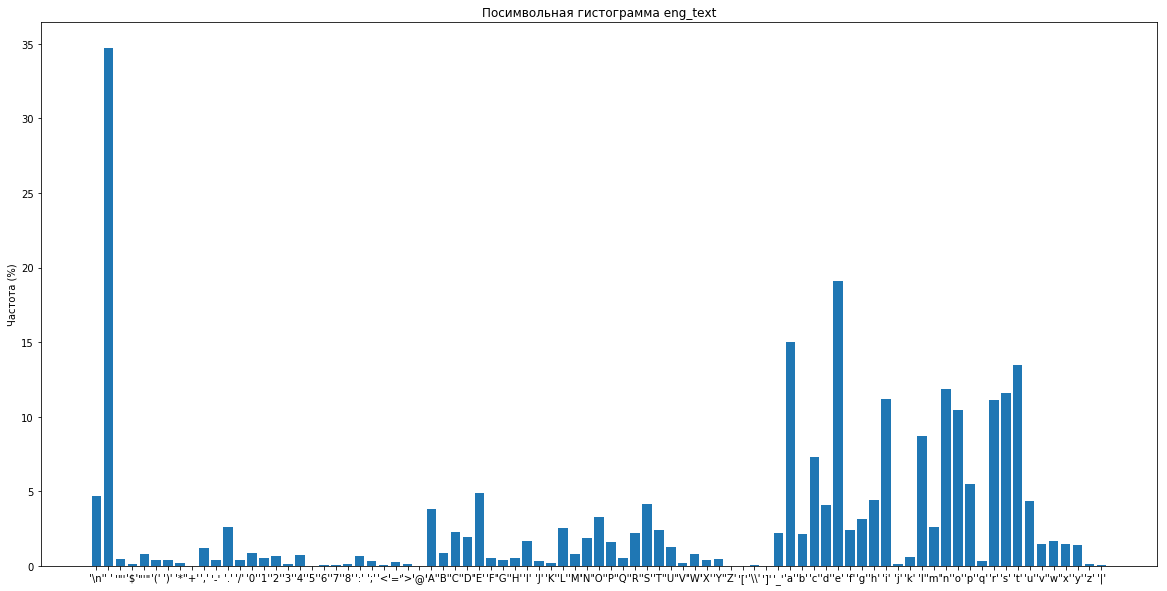 Посимвольная гистограмма eng_text
35
30
25
20
15
10
5
0
Частота (%)
'\n' ' ' '"' '$' "'" '(' ')' '*' '+' ',' '-' '.' '/' '0' '1' '2' '3' '4' '5' '6' '7' '8' ':' ';' '<' '=' '>' '@' 'A' 'B' 'C' 'D' 'E' 'F' 'G' 'H' 'I' 'J' 'K' 'L' 'M' 'N' 'O' 'P' 'Q' 'R' 'S' 'T' 'U' 'V' 'W' 'X' 'Y' 'Z' '[' '\\' ']' '_' 'a' 'b' 'c' 'd' 'e' 'f' 'g' 'h' 'i' 'j' 'k' 'l' 'm' 'n' 'o' 'p' 'q' 'r' 's' 't' 'u' 'v' 'w' 'x' 'y' 'z' '|'